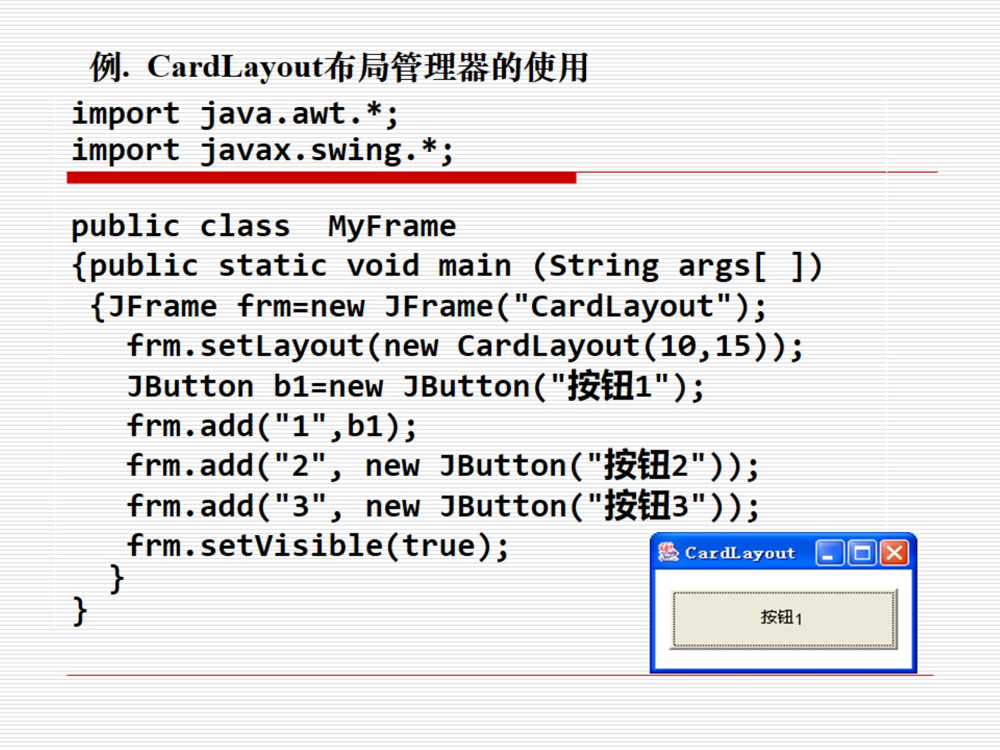 例. CardLayout布局管理器的使用
import java.awt.*;
import javax.swing.*;
public class  MyFrame
{public static void main (String args[ ])
{JFrame frm=new JFrame("CardLayout");
frm.setLayout(new CardLayout(10,15));
JButton b1=new JButton("按钮1");
frm.add("1",b1);
frm.add("2", new JButton("按钮2"));
frm.add("3", new JButton("按钮3"));
frm.setVisible(true);
}
}
CardLayout
按钮1